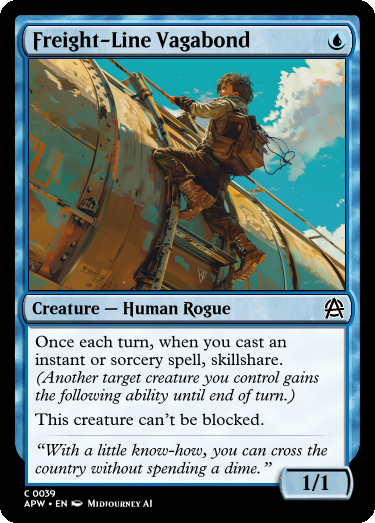 Freight-Line Vagabond
Creature — Human Rogue
Once each turn, when you cast an
instant or sorcery spell, skillshare.
(Another target creature you control gains
the following ability until end of turn.)
This creature can't be blocked.
“With a little know-how, you can cross the
country without spending a dime.”
1/1
C 0039
APW • EN Midjourney AI